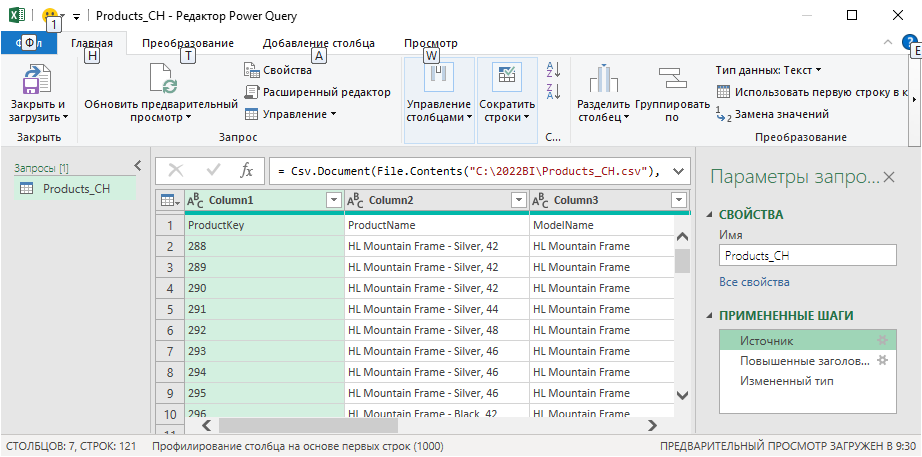 Products_CH - Редактор Power Query
1
Файл Главная Преобразование Добавление столбца Просмотр
Ф H T A W E
Закрыть и загрузить
Закрыть
Обновить предварительный просмотр
Свойства
Расширенный редактор
Управление
Запрос
Управление столбцами
Сократить строки
С...
Разделить столбец
Группировать по
Тип данных: Текст
Использовать первую строку в к
Замена значений
Преобразование
Запросы [1]
Products_CH
= Csv.Document(File.Contents("C:\2022BI\Products_CH.csv"),
Column1 Column2 Column3
1 ProductKey ProductName ModelName
2 288 HL Mountain Frame - Silver, 42 HL Mountain Frame
3 289 HL Mountain Frame - Silver, 42 HL Mountain Frame
4 290 HL Mountain Frame - Silver, 42 HL Mountain Frame
5 291 HL Mountain Frame - Silver, 44 HL Mountain Frame
6 292 HL Mountain Frame - Silver, 48 HL Mountain Frame
7 293 HL Mountain Frame - Silver, 46 HL Mountain Frame
8 294 HL Mountain Frame - Silver, 46 HL Mountain Frame
9 295 HL Mountain Frame - Silver, 46 HL Mountain Frame
10 296 HL Mountain Frame - Black, 42 HL Mountain Frame
Параметры запро...
СВОЙСТВА
Имя
Products_CH
Все свойства
ПРИМЕНЕННЫЕ ШАГИ
Источник
Повышенные заголов...
Измененный тип
СТОЛБЦОВ: 7, СТРОК: 121 Профилирование столбца на основе первых строк (1000) ПРЕДВАРИТЕЛЬНЫЙ ПРОСМОТР ЗАГРУЖЕН В 9:30